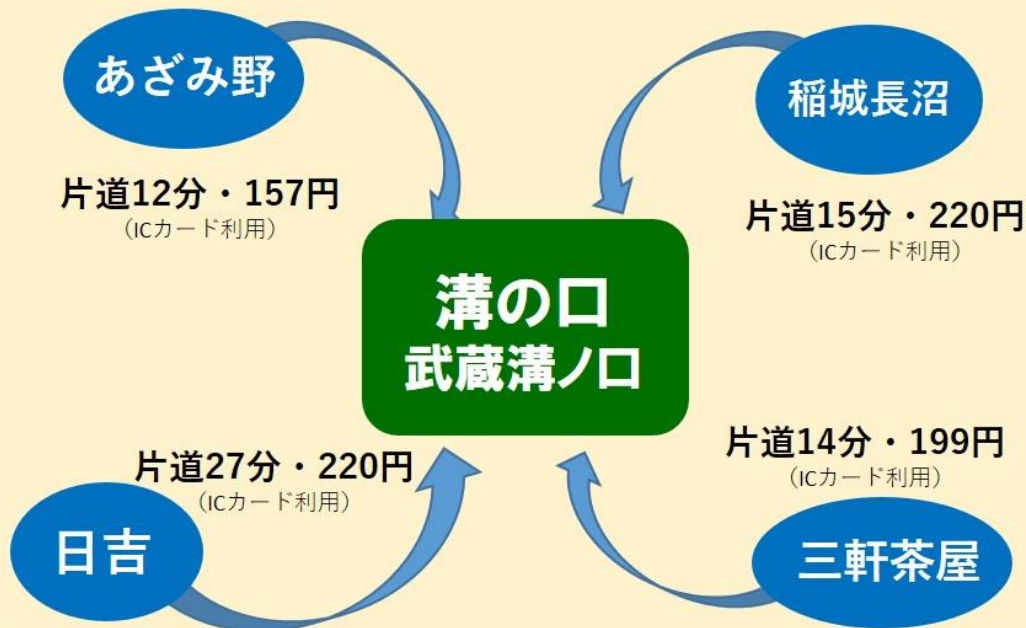 あざみ野
片道12分・157円
（ICカード利用）
稲城長沼
片道15分・220円
（ICカード利用）
溝の口
武蔵溝ノ口
片道27分・220円
（ICカード利用）
日吉
片道14分・199円
（ICカード利用）
三軒茶屋